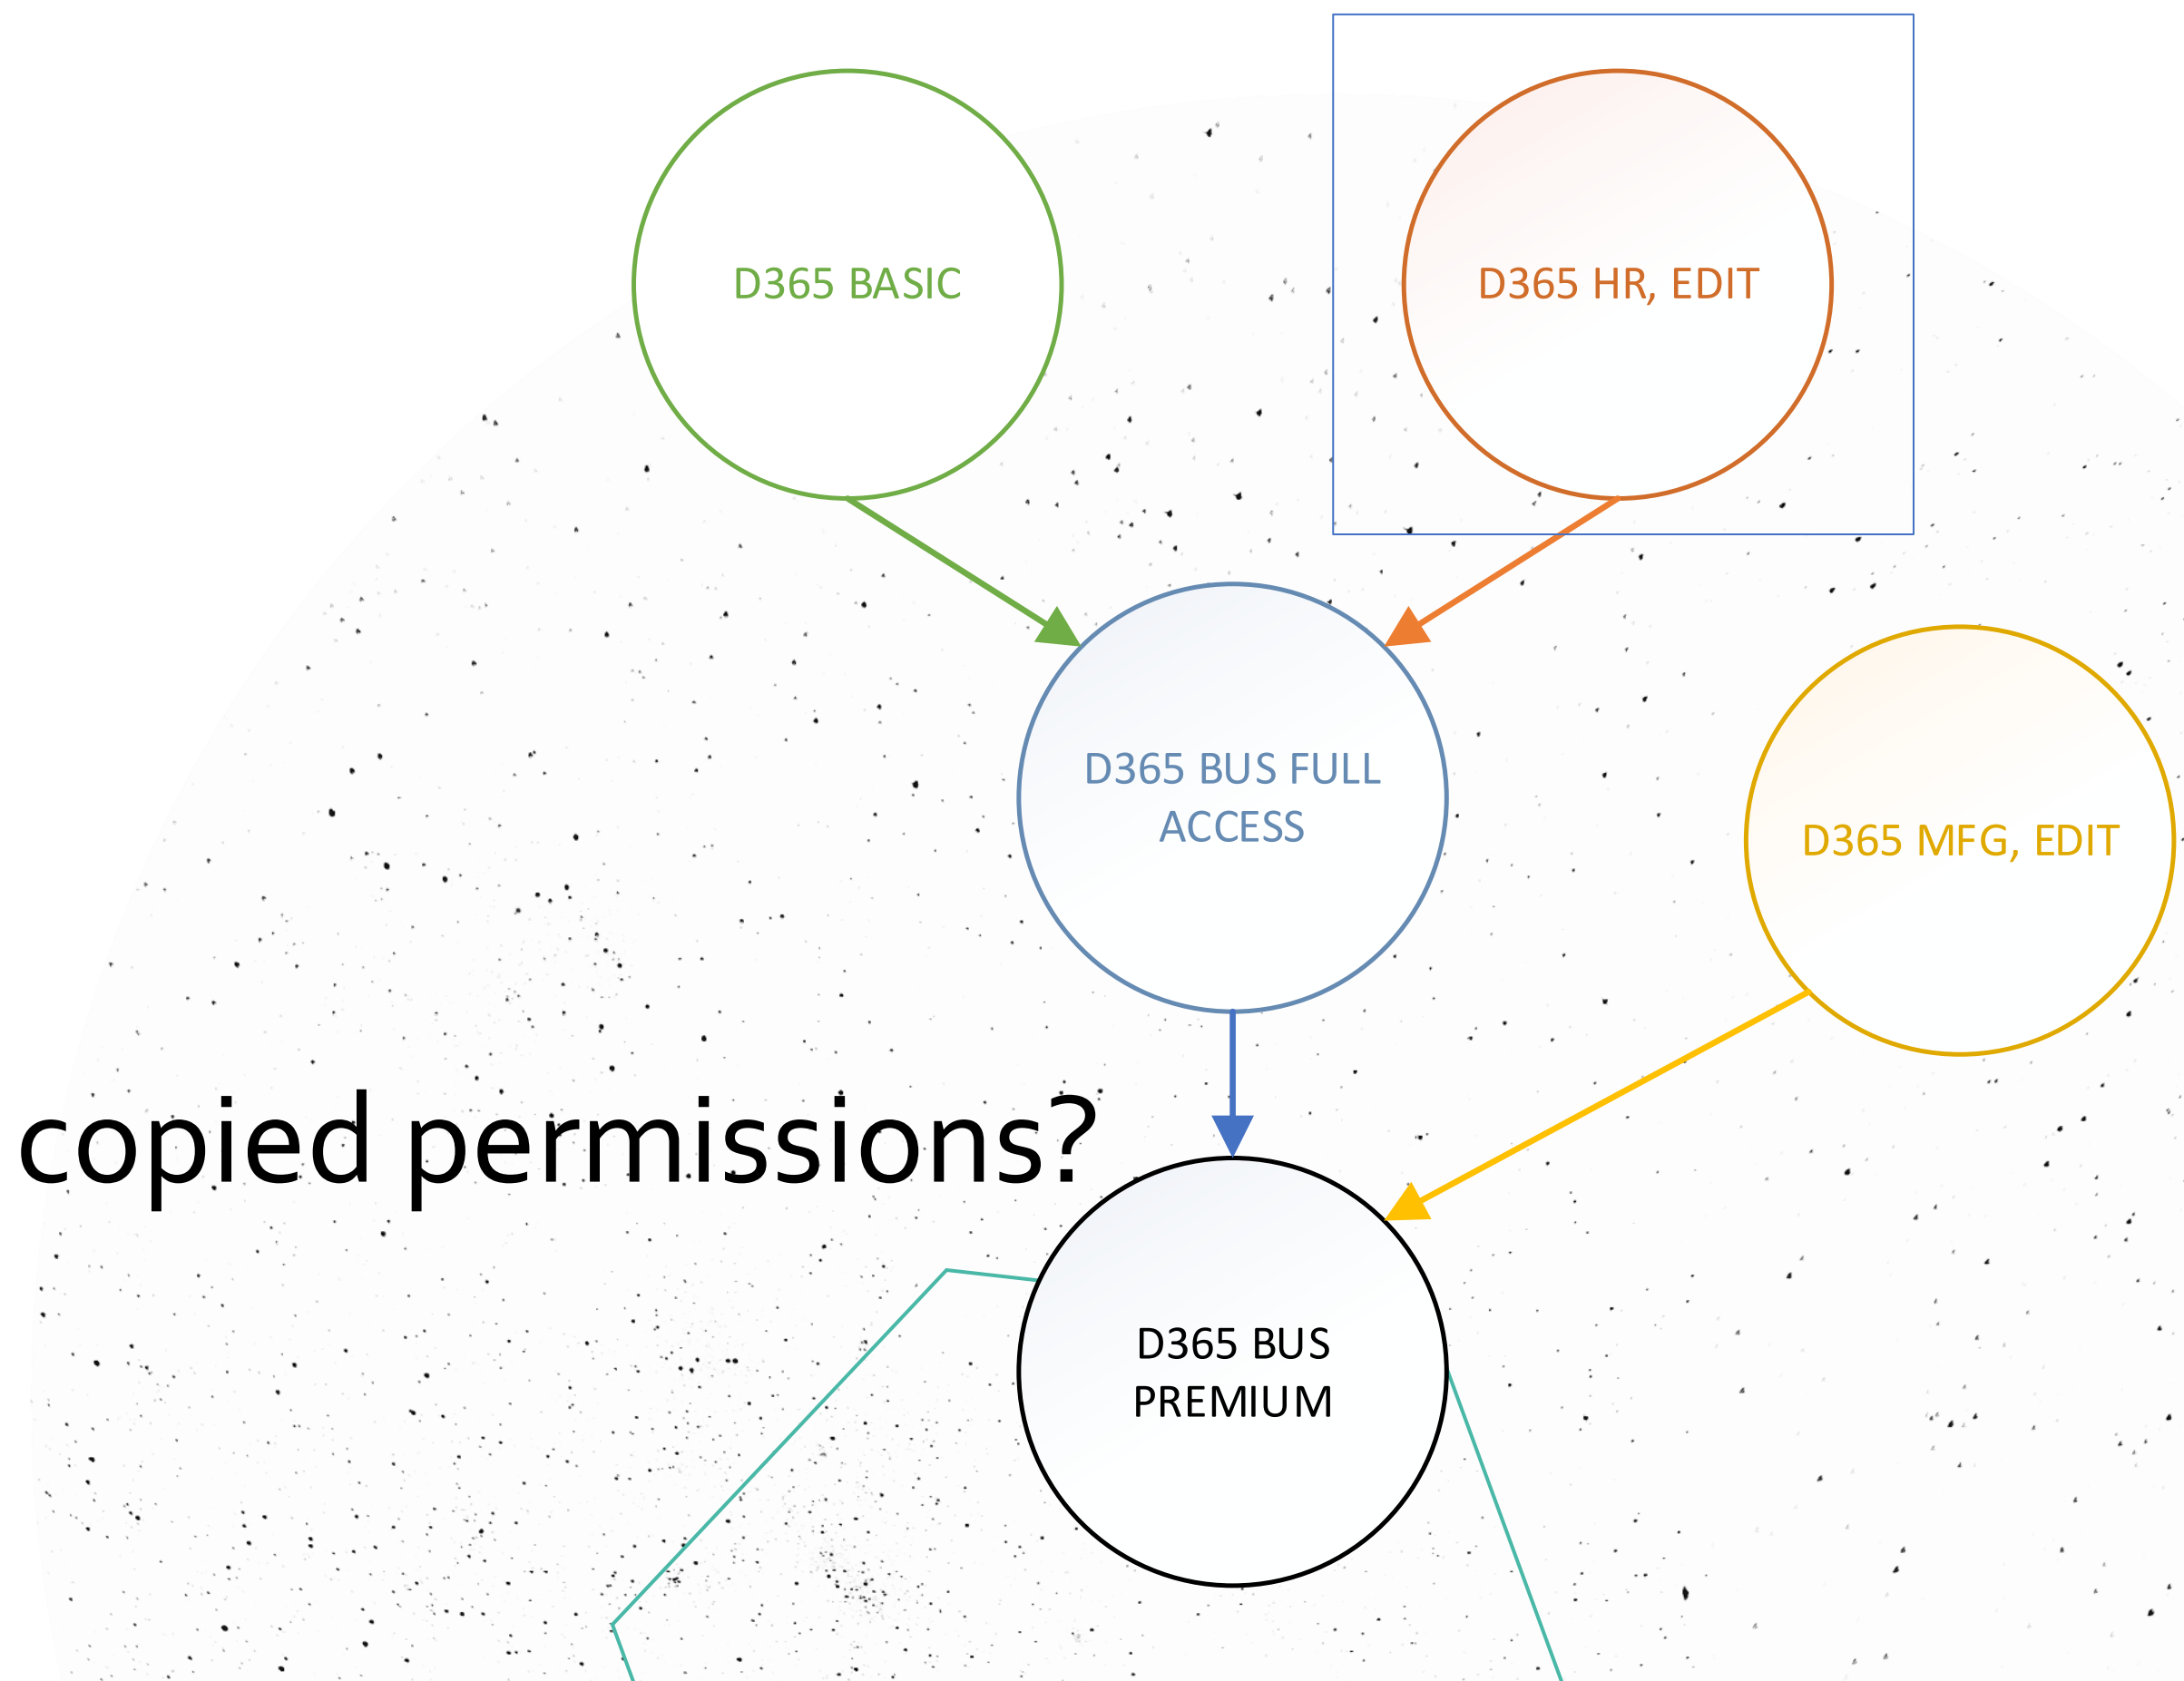 D365 BASIC
D365 HR, EDIT
D365 BUS FULL
ACCESS
D365 MFG, EDIT
copied permissions?
D365 BUS
PREMIUM